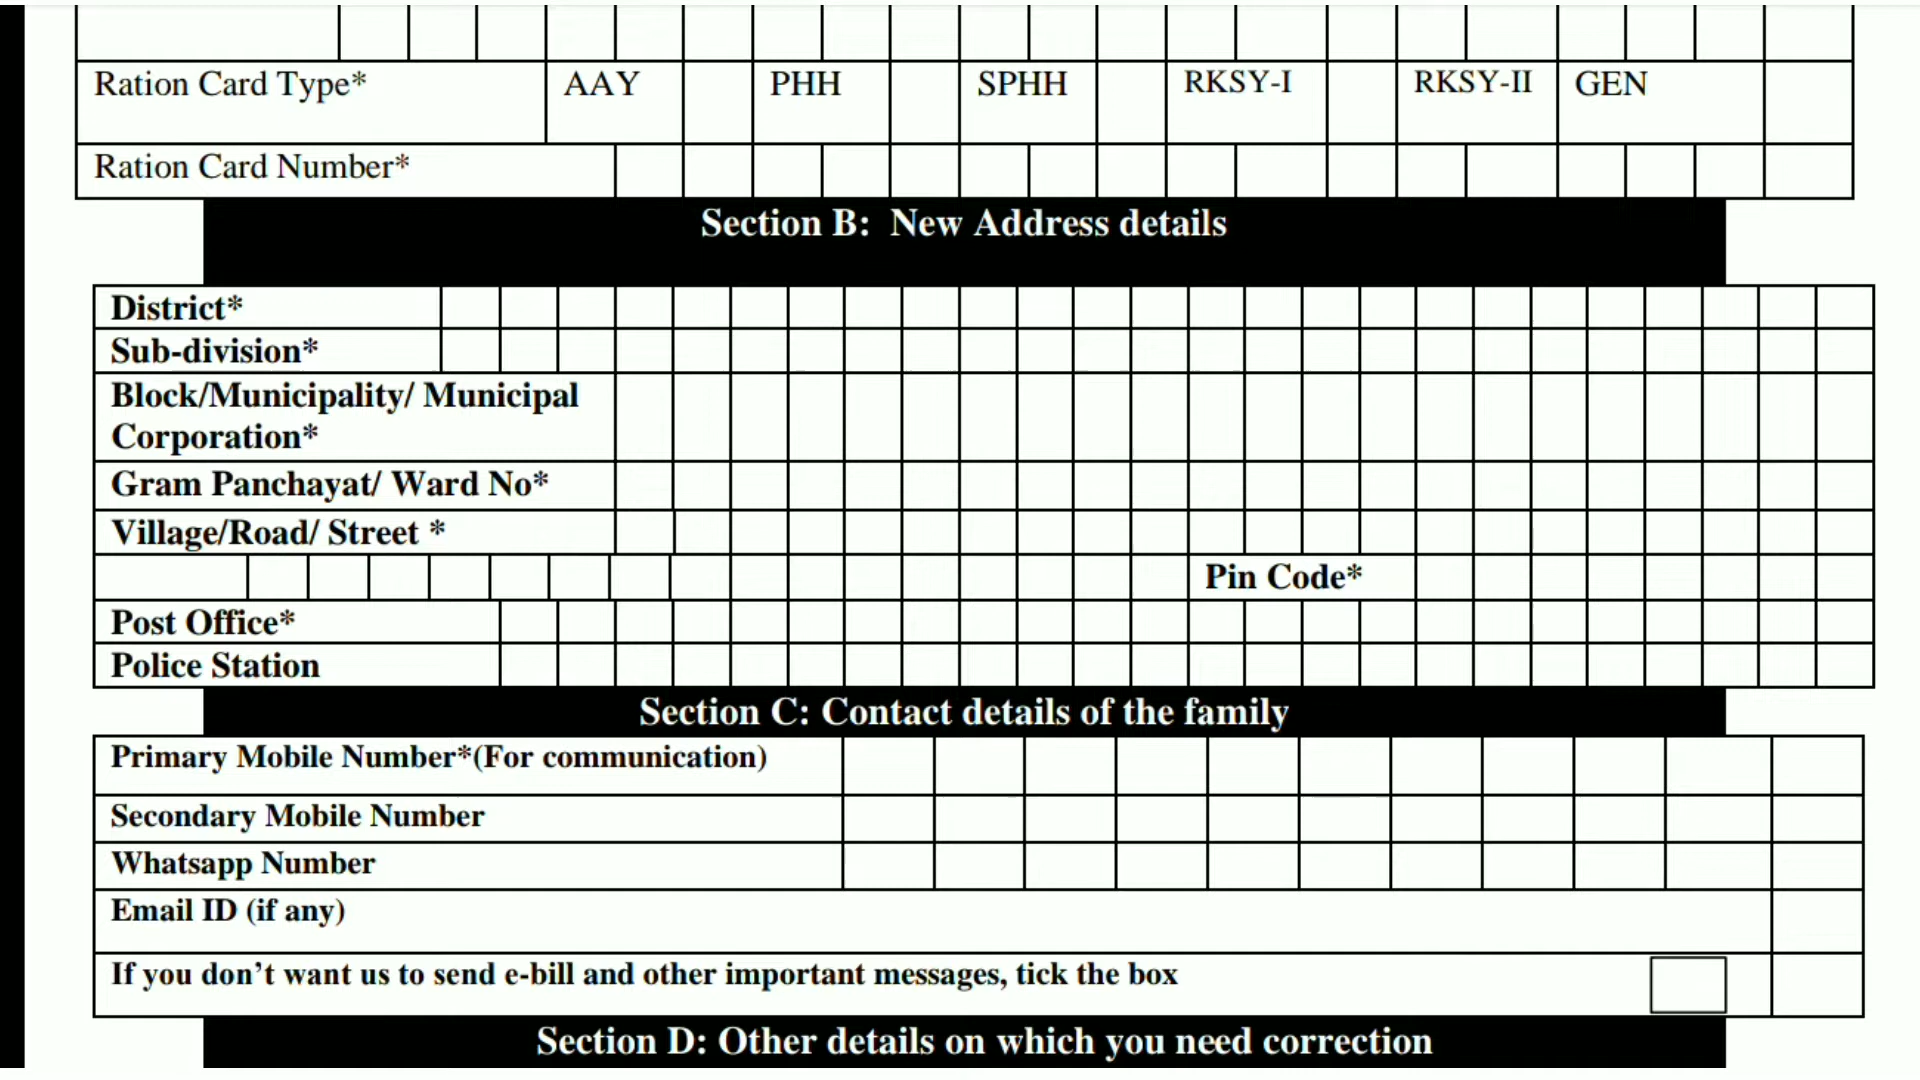 Ration Card Type* AAY PHH SPHH RKSY-I RKSY-II GEN
Ration Card Number*
Section B: New Address details
District*
Sub-division*
Block/Municipality/ Municipal
Corporation*
Gram Panchayat/ Ward No*
Village/Road/ Street *
Pin Code*
Post Office*
Police Station
Section C: Contact details of the family
Primary Mobile Number*(For communication)
Secondary Mobile Number
Whatsapp Number
Email ID (if any)
If you don’t want us to send e-bill and other important messages, tick the box
Section D: Other details on which you need correction